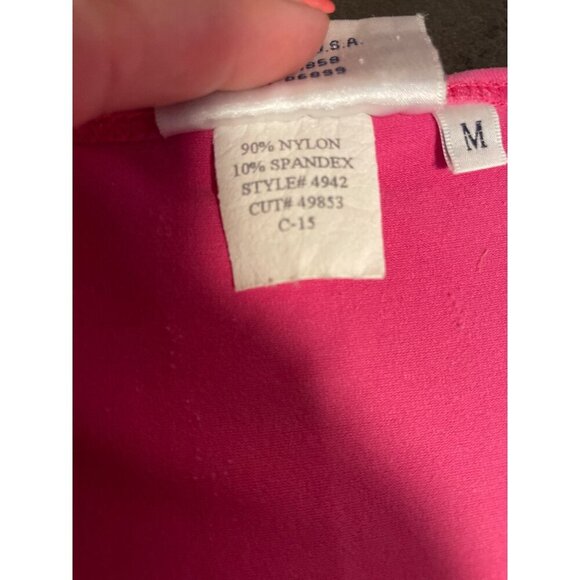 U.S.A.
M
90% NYLON
10% SPANDEX
STYLE# 4942
CUT# 49853
C-15